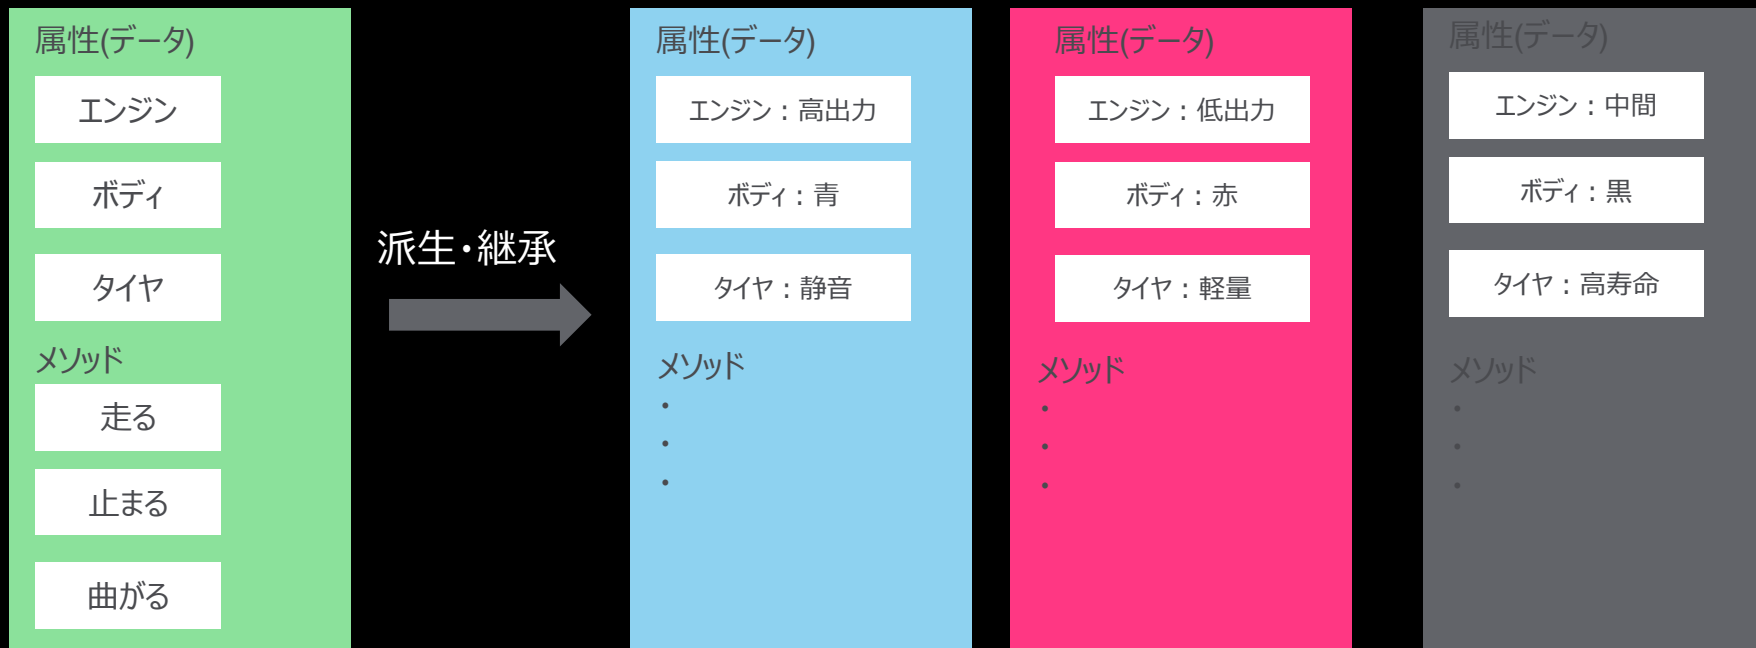 属性(データ)
エンジン
ボディ
タイヤ
メソッド
走る
止まる
曲がる
派生・継承
属性(データ)
エンジン：高出力
ボディ：青
タイヤ：静音
メソッド
・
・
・
属性(データ)
エンジン：低出力
ボディ：赤
タイヤ：軽量
メソッド
・
・
・
属性(データ)
エンジン：中間
ボディ：黒
タイヤ：高寿命
メソッド
・
・
・